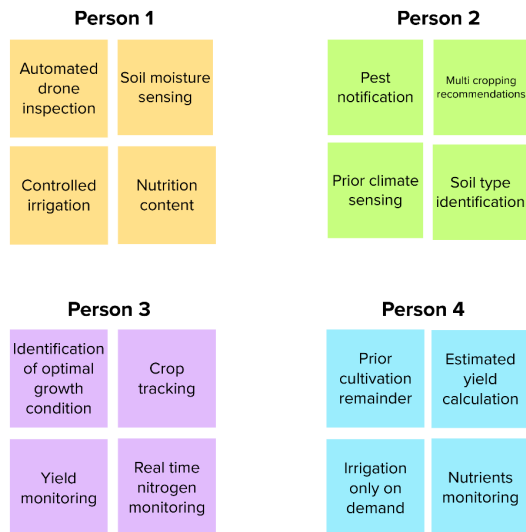 Person 1
Automated
drone
inspection
Soil moisture
sensing
Controlled
irrigation
Nutrition
content
Person 2
Pest
notification
Multi cropping
recommendations
Prior climate
sensing
Soil type
identification
Person 3
Identification
of optimal
growth
condition
Crop
tracking
Yield
monitoring
Real time
nitrogen
monitoring
Person 4
Prior
cultivation
remainder
Estimated
yield
calculation
Irrigation
only on
demand
Nutrients
monitoring